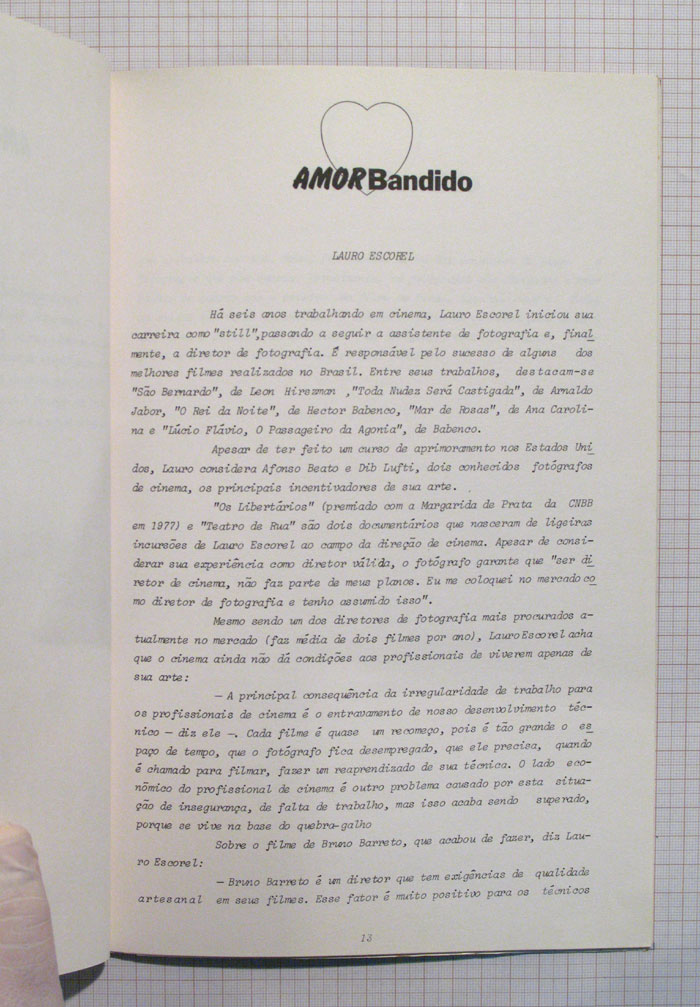 AMOR Bandido
LAURO ESCOREL
Há seis anos trabalhando em cinema, Lauro Escorel iniciou sua
carreira como "still",passando a seguir a assistente de fotografia e, final
mente, a diretor de fotografia. É responsável pelo sucesso de alguns dos
melhores filmes realizados no Brasil. Entre seus trabalhos, destacam-se
"São Bernardo", de Leon Hirszman ,"Toda Nudez Será Castigada", de Arnaldo
Jabor, "O Rei da Noite", de Hector Babenco, "Mar de Rosas", de Ana Caroli-
na e "Lúcio Flávio, O Passageiro da Agonia", de Babenco.
Apesar de ter feito um curso de aprimoramento nos Estados Uni
dos, Lauro considera Afonso Beato e Dib Lufti, dois conhecidos fotógrafos
de cinema, os principais incentivadores de sua arte.
"Os Libertários" (premiado com a Margarida de Prata da CNBB
em 1977) e "Teatro de Rua" são dois documentários que nasceram de ligeiras
incursões de Lauro Escorel ao campo da direção de cinema. Apesar de consi-
derar sua experiência como diretor válida, o fotógrafo garante que "ser di
retor de cinema, não faz parte de meus planos. Eu me coloquei no mercado co
mo diretor de fotografia e tenho assumido isso".
Mesmo sendo um dos diretores de fotografia mais procurados a-
tualmente no mercado (faz média de dois filmes por ano), Lauro Escorel acha
que o cinema ainda não dá condições aos profissionais de viverem apenas de
sua arte:
— A principal consequência da irregularidade de trabalho para
os profissionais de cinema é o entravamento de nosso desenvolvimento téc-
nico — diz ele —. Cada filme é quase um recomeço, pois é tão grande o es
paço de tempo, que o fotógrafo fica desempregado, que ele precisa, quando
é chamado para filmar, fazer um reaprendizado de sua técnica. O lado eco-
nômico do profissional de cinema é outro problema causado por esta situa-
ção de insegurança, de falta de trabalho, mas isso acaba sendo superado,
porque se vive na base do quebra-galho
Sobre o filme de Bruno Barreto, que acabou de fazer, diz Lau-
ro Escorel:
— Bruno Barreto é um diretor que tem exigências de qualidade
artesanal em seus filmes. Esse fator é muito positivo para os técnicos
13